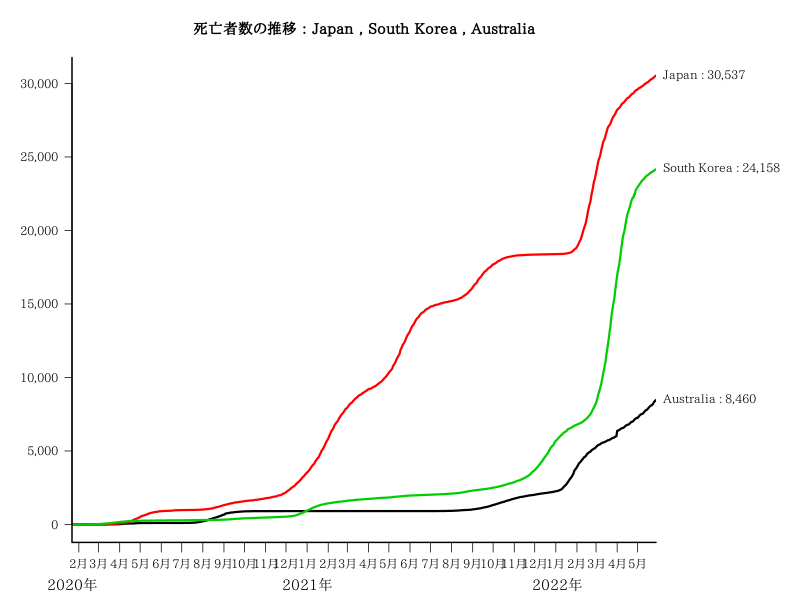 死亡者数の推移 : Japan , South Korea , Australia
30,000
25,000
20,000
15,000
10,000
5,000
0
Japan : 30,537
South Korea : 24,158
Australia : 8,460
2月 3月 4月 5月 6月 7月 8月 9月 10月 11月 12月 1月 2月 3月 4月 5月 6月 7月 8月 9月 10月 11月 12月 1月 2月 3月 4月 5月
2020年 2021年 2022年